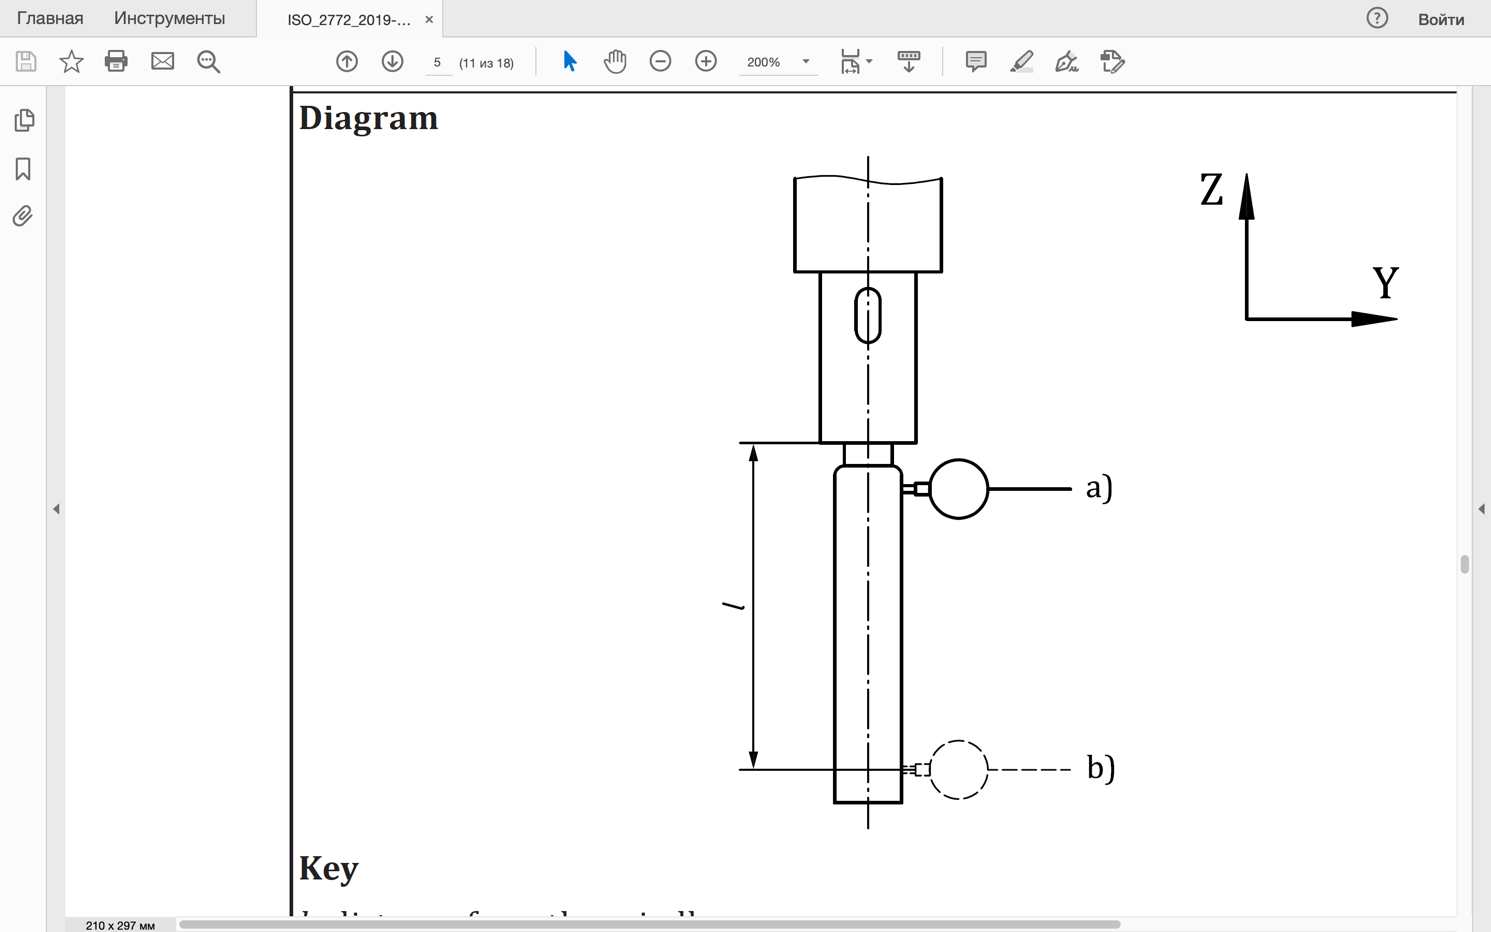 Главная Инструменты ISO_2772_2019-... × ? Войти
5 (11 из 18) 200%
Diagram
Z
Y
a)
l
b)
Key
210 x 297 мм